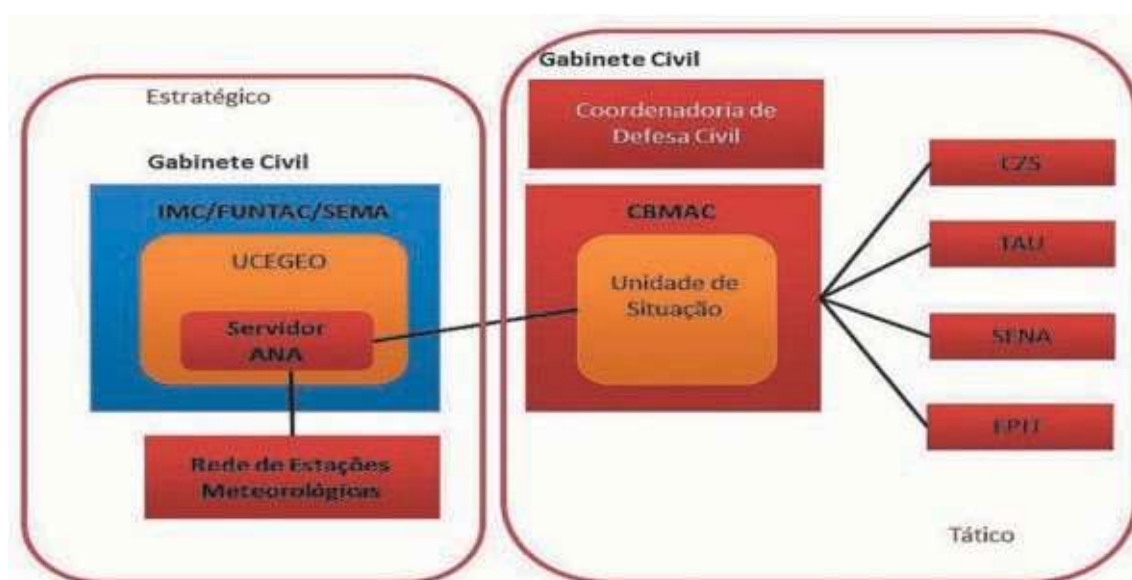 Estratégico
Gabinete Civil
IMC/FUNTAC/SEMA
UCEGEO
Servidor
ANA
Rede de Estações
Meteorológicas
Gabinete Civil
Coordenadoria de
Defesa Civil
CBMAC
Unidade de
Situação
CZS
TAU
SENA
EPIT
Tático